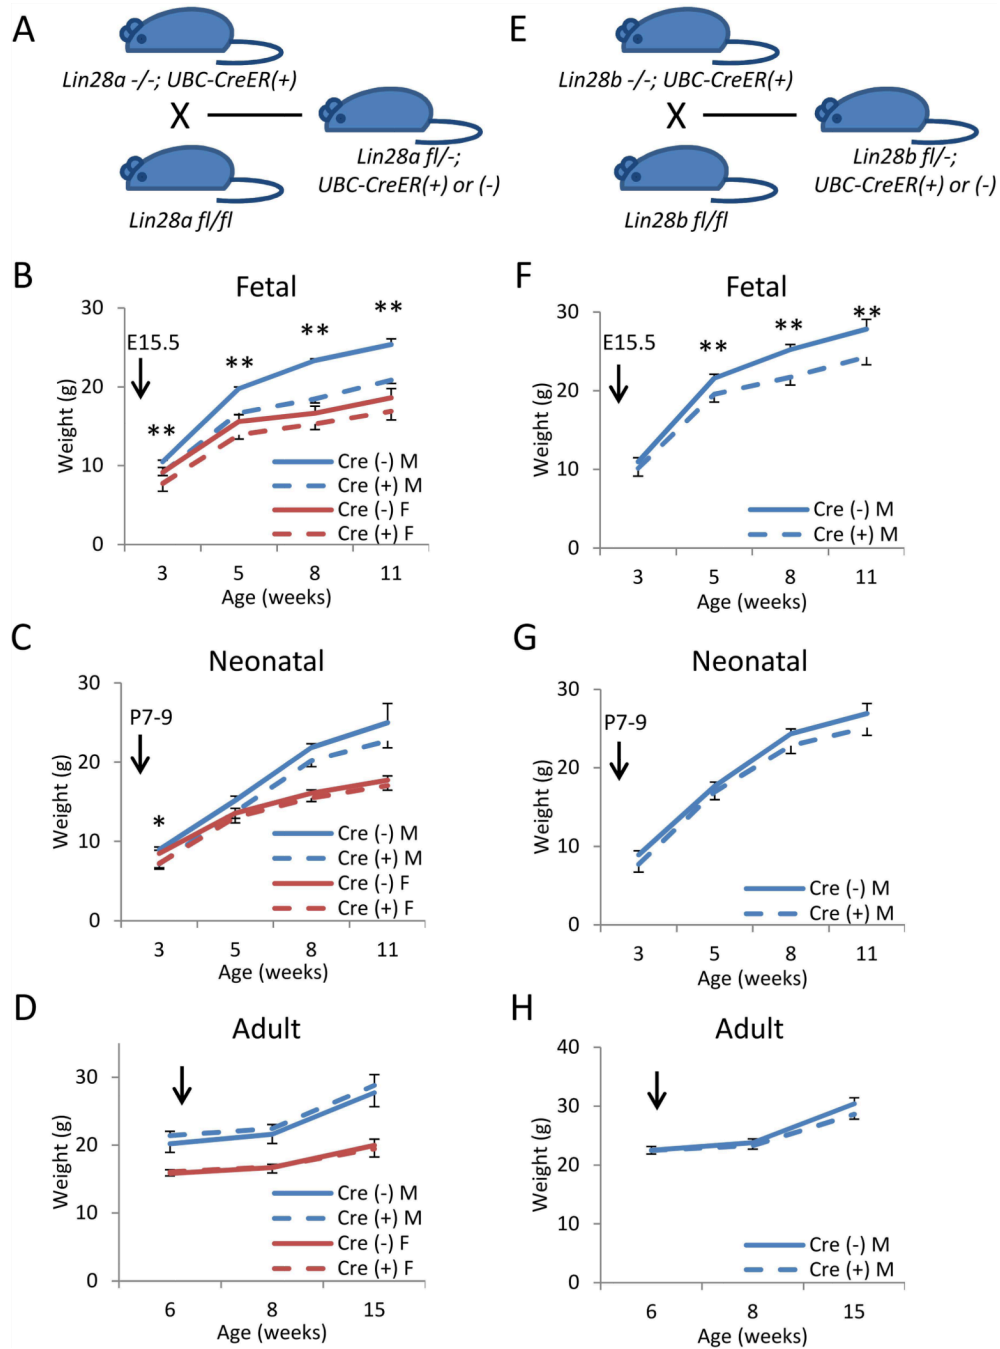 A
Lin28a -/-; UBC-CreER(+)
X
Lin28a fl/-;
UBC-CreER(+) or (-)
Lin28a fl/fl
E
Lin28b -/-; UBC-CreER(+)
X
Lin28b fl/-;
UBC-CreER(+) or (-)
Lin28b fl/fl
B
Fetal
30
20
10
0
Weight (g)
E15.5
**
**
**
**
Cre (-) M
Cre (+) M
Cre (-) F
Cre (+) F
3 5 8 11
Age (weeks)
F
Fetal
30
20
10
0
Weight (g)
E15.5
**
**
**
Cre (-) M
Cre (+) M
3 5 8 11
Age (weeks)
C
Neonatal
30
20
10
0
Weight (g)
P7-9
*
Cre (-) M
Cre (+) M
Cre (-) F
Cre (+) F
3 5 8 11
Age (weeks)
G
Neonatal
30
20
10
0
Weight (g)
P7-9
Cre (-) M
Cre (+) M
3 5 8 11
Age (weeks)
D
Adult
30
20
10
0
Weight (g)
Cre (-) M
Cre (+) M
Cre (-) F
Cre (+) F
6 8 15
Age (weeks)
H
Adult
40
30
20
10
0
Weight (g)
Cre (-) M
Cre (+) M
6 8 15
Age (weeks)